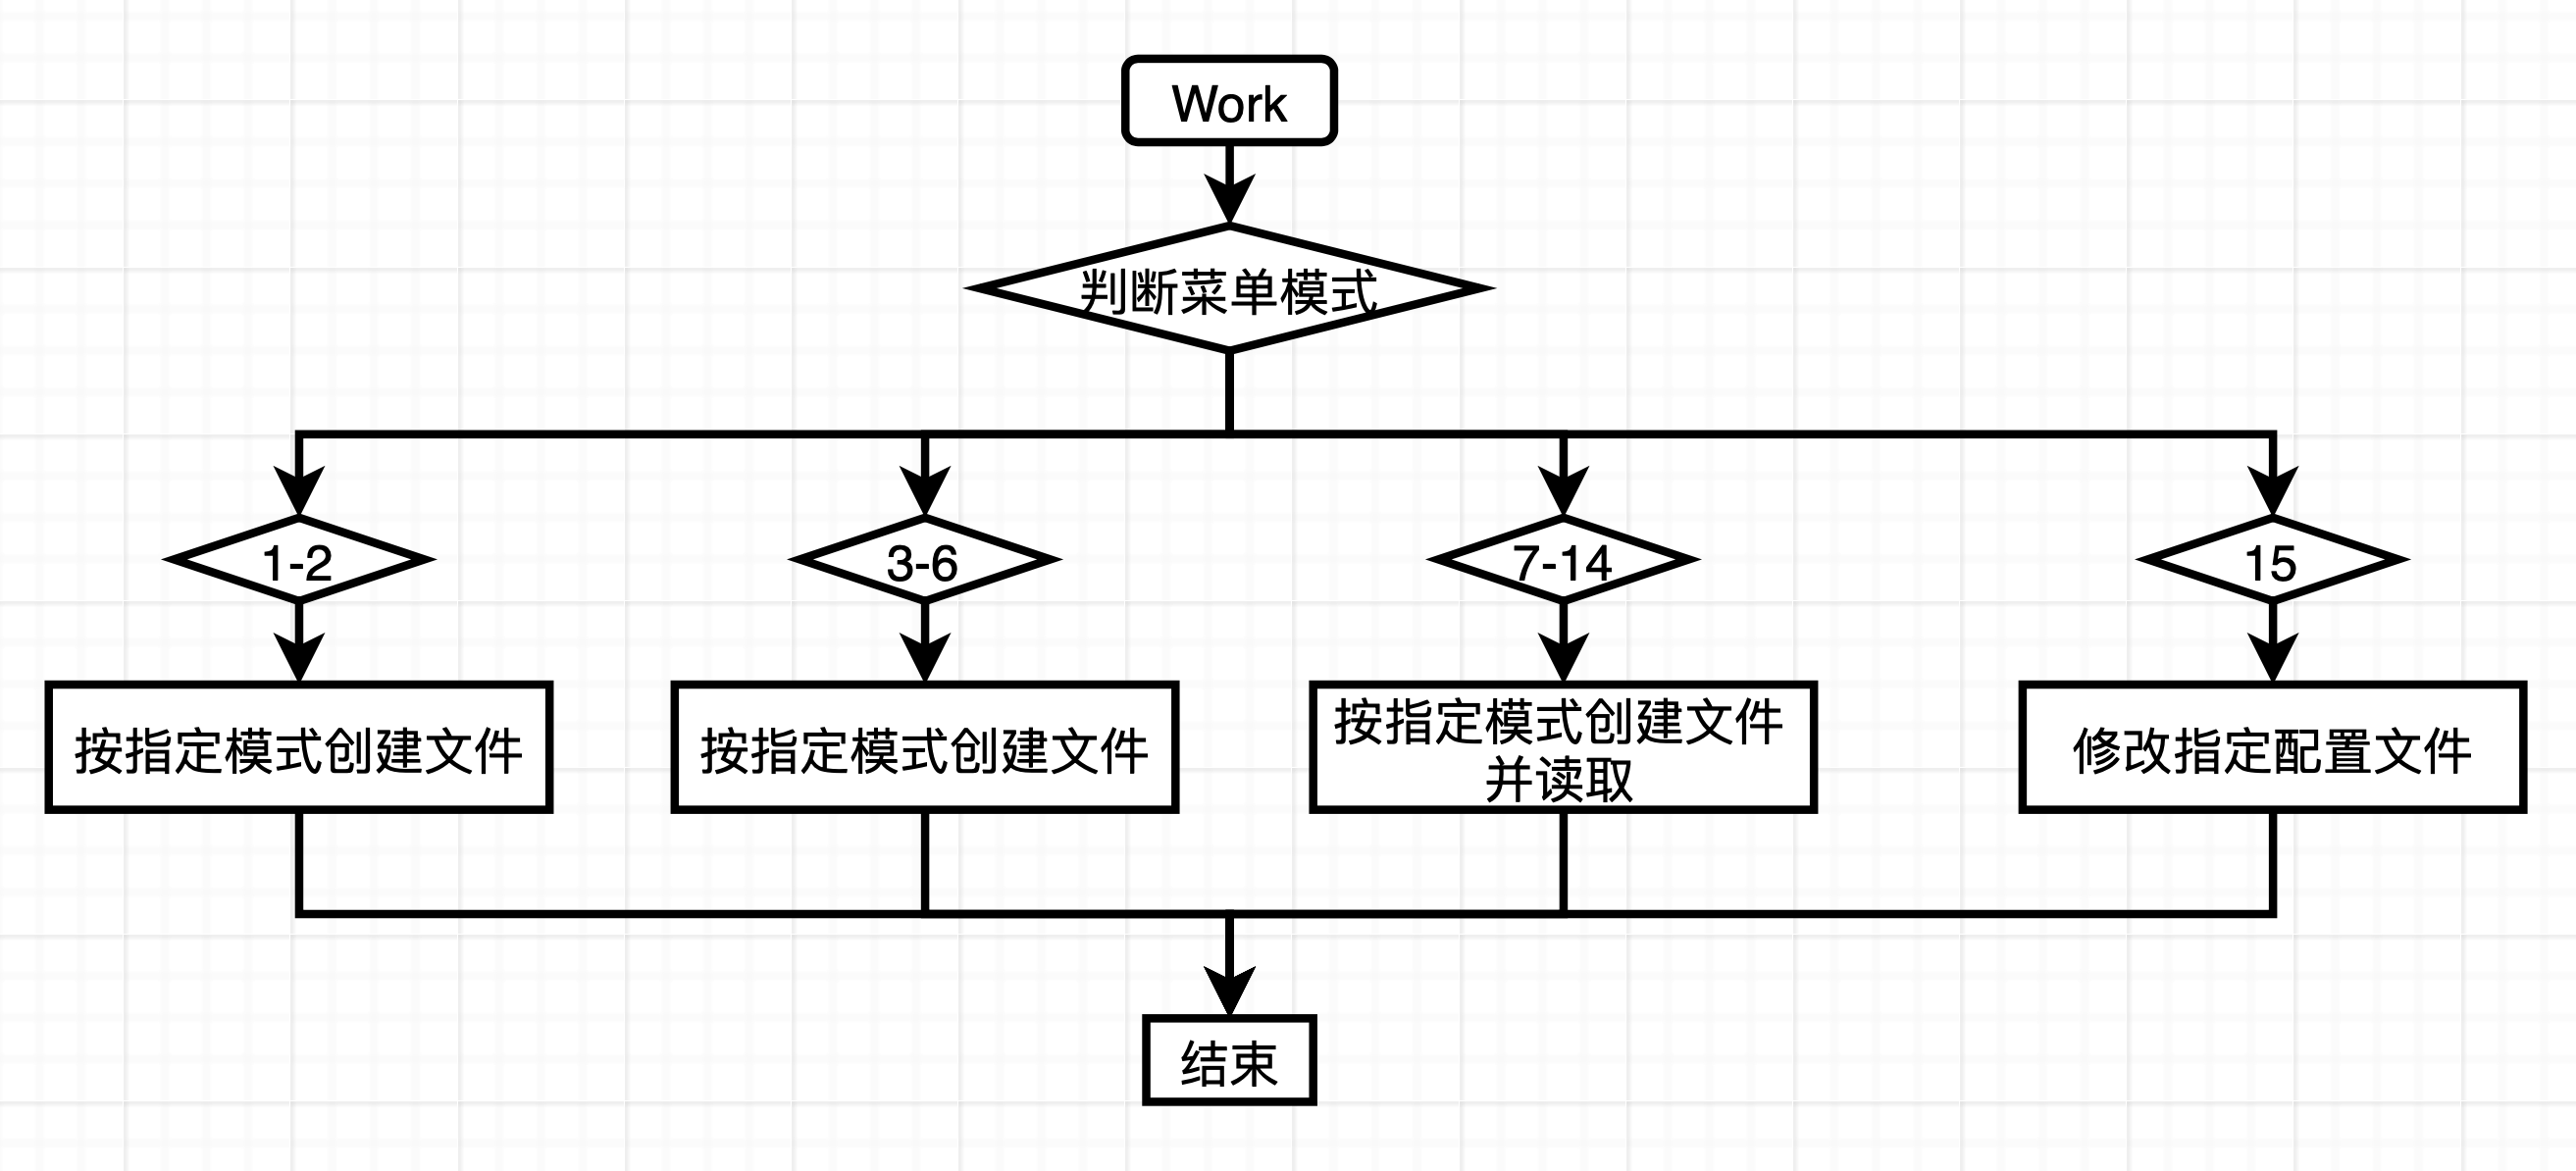 Work
判断菜单模式
1-2
3-6
7-14
15
按指定模式创建文件
按指定模式创建文件
按指定模式创建文件
并读取
修改指定配置文件
结束